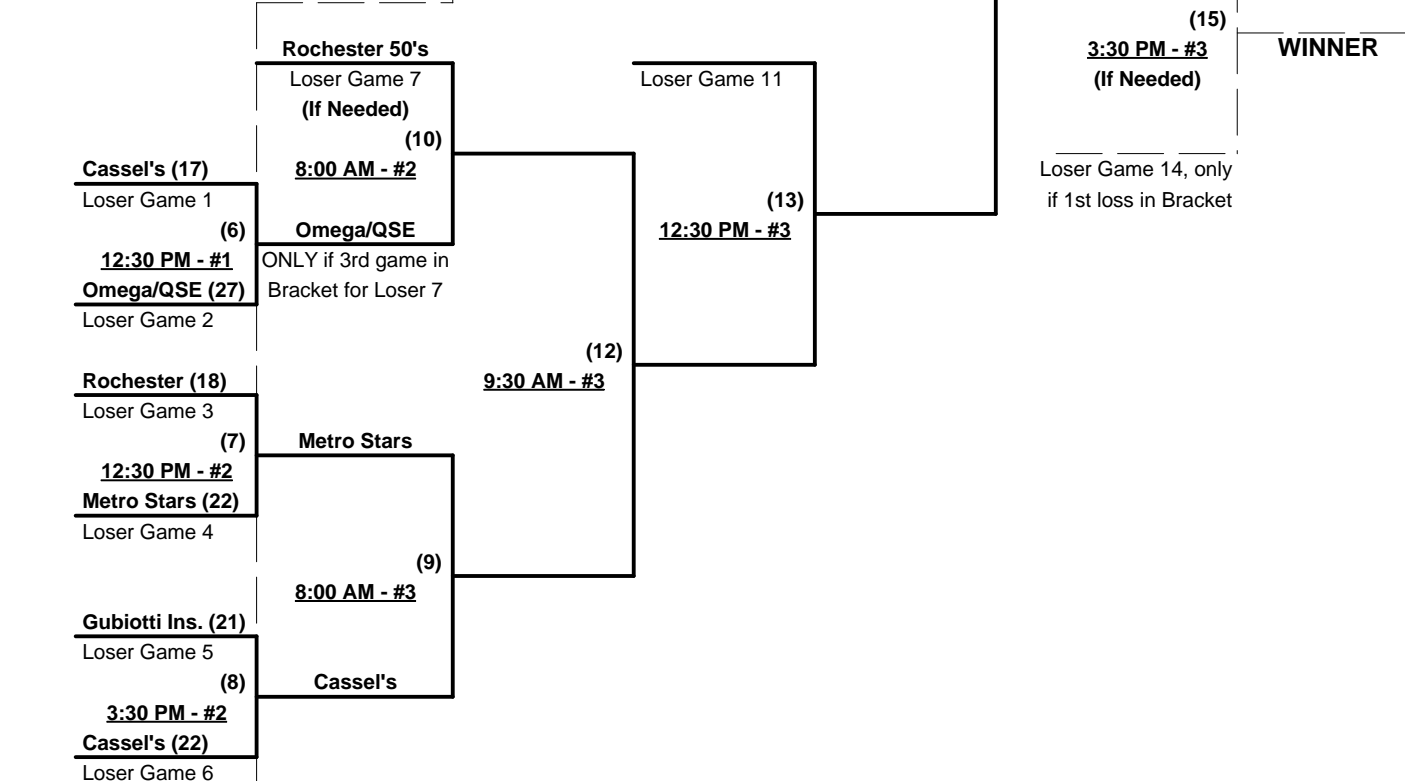 (15)
3:30 PM - #3
WINNER
(If Needed)
Loser Game 14, only
if 1st loss in Bracket
Rochester 50's
Loser Game 7
(If Needed)
(10)
8:00 AM - #2
Loser Game 11
(13)
12:30 PM - #3
Cassel's (17)
Loser Game 1
(6)
12:30 PM - #1
Omega/QSE (27)
Loser Game 2
Omega/QSE
ONLY if 3rd game in
Bracket for Loser 7
(12)
9:30 AM - #3
Rochester (18)
Loser Game 3
(7)
12:30 PM - #2
Metro Stars (22)
Loser Game 4
Metro Stars
(9)
8:00 AM - #3
Gubiotti Ins. (21)
Loser Game 5
(8)
3:30 PM - #2
Cassel's (22)
Loser Game 6
Cassel's